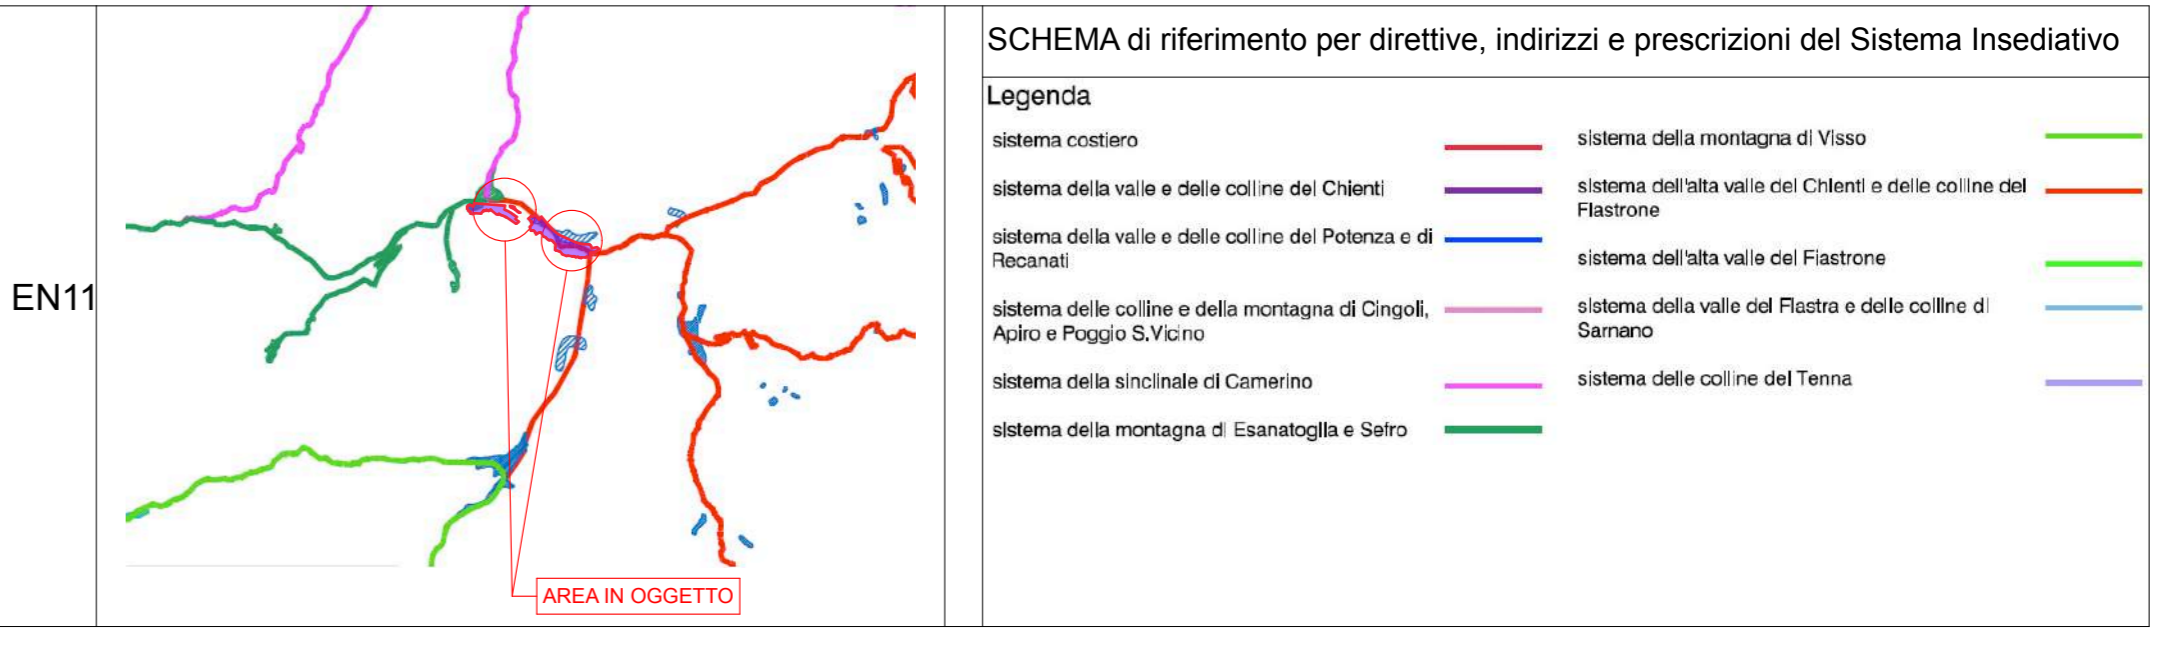 EN11
AREA IN OGGETTO
SCHEMA di riferimento per direttive, indirizzi e prescrizioni del Sistema Insediativo
Legenda
sistema costiero
sistema della valle e delle colline del Chienti
sistema della valle e delle colline del Potenza e di
Recanati
sistema delle colline e della montagna di Cingoli,
Apiro e Poggio S.Vicino
sistema della sinclinale di Camerino
sistema della montagna di Esanatoglia e Sefro
sistema della montagna di Visso
sistema dell'alta valle del Chienti e delle colline del
Fiastrone
sistema dell'alta valle del Fiastrone
sistema della valle del Fiastra e delle colline di
Sarnano
sistema delle colline del Tenna